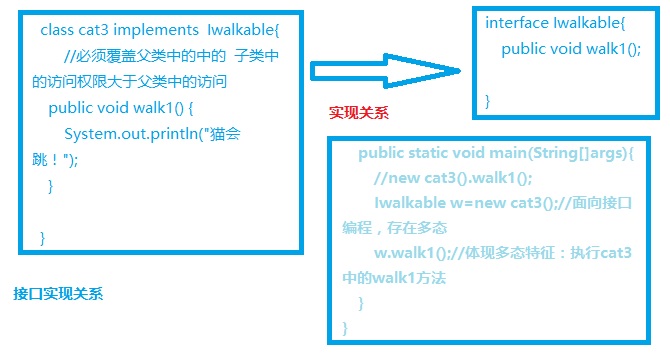 class cat3 implements  Iwalkable{
//必须覆盖父类中的中的  子类中
的访问权限大于父类中的访问
public void walk1() {
System.out.println("猫会
跳！");
}
}
接口实现关系
实现关系
interface Iwalkable{
public void walk1();
}
public static void main(String[]args){
//new cat3().walk1();
Iwalkable w=new cat3();//面向接口
编程，存在多态
w.walk1();//体现多态特征：执行cat3
中的walk1方法
}
}